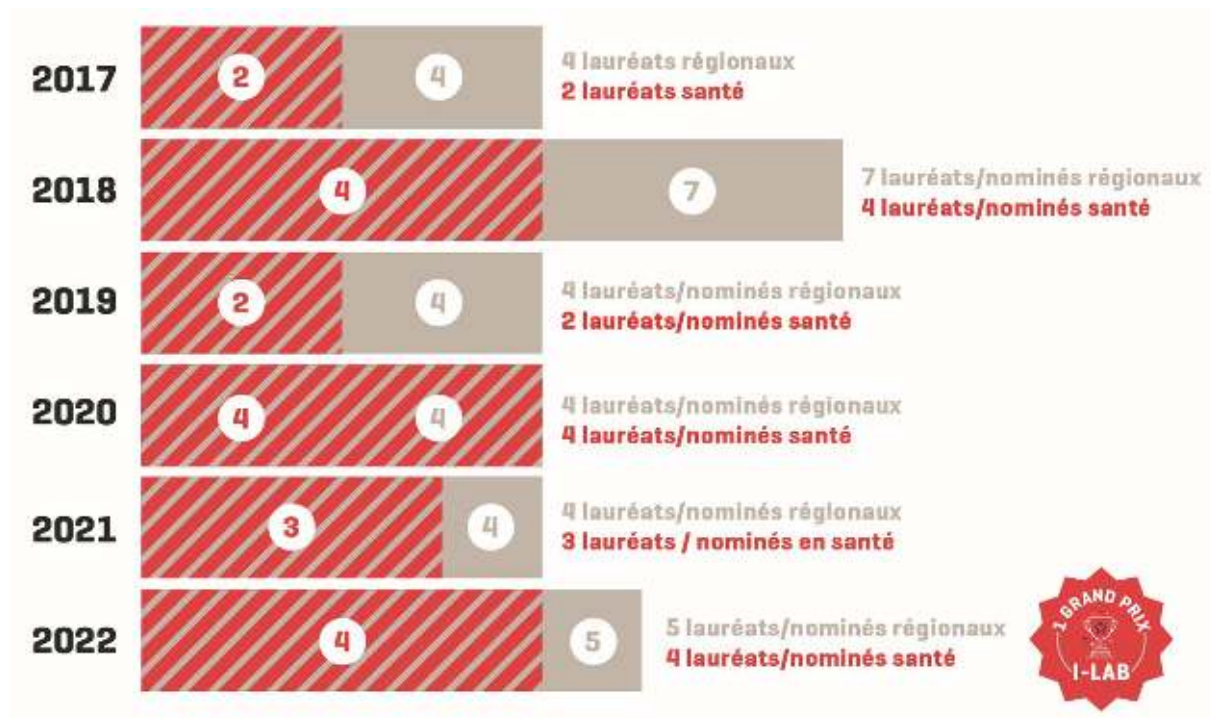 2017
2
4
4 lauréats régionaux
2 lauréats santé
2018
4
7
7 lauréats/nominés régionaux
4 lauréats/nominés santé
2019
2
4
4 lauréats/nominés régionaux
2 lauréats/nominés santé
2020
4
4
4 lauréats/nominés régionaux
4 lauréats/nominés santé
2021
3
4
4 lauréats/nominés régionaux
3 lauréats / nominés en santé
2022
4
5
5 lauréats/nominés régionaux
4 lauréats/nominés santé
1 GRAND PRIX
I-LAB